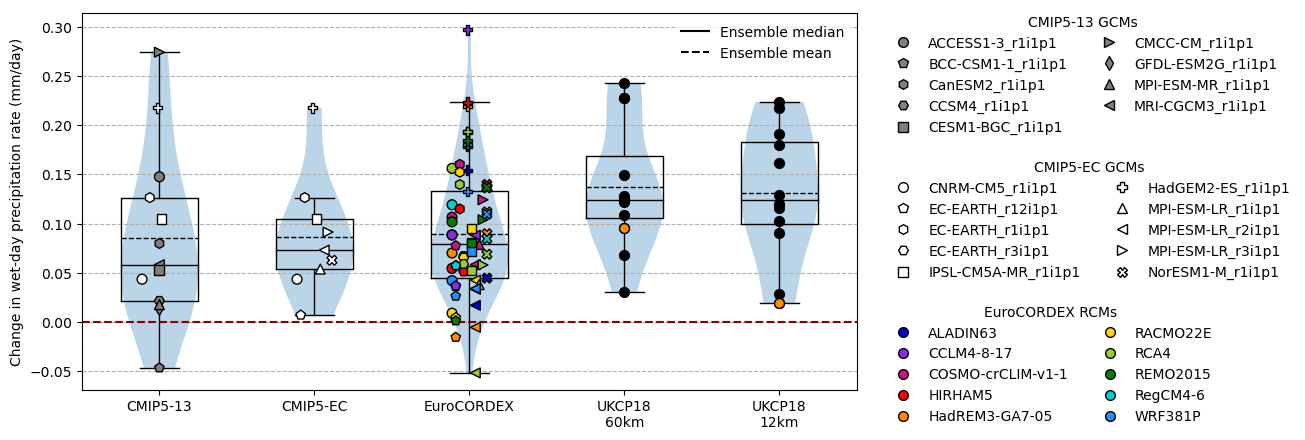 Change in wet-day precipitation rate (mm/day)
0.30
0.25
0.20
0.15
0.10
0.05
0.00
−0.05
Ensemble median
Ensemble mean
CMIP5-13
CMIP5-EC
EuroCORDEX
UKCP18
60km
UKCP18
12km
CMIP5-13 GCMs
ACCESS1-3_r1i1p1
BCC-CSM1-1_r1i1p1
CanESM2_r1i1p1
CCSM4_r1i1p1
CESM1-BGC_r1i1p1
CMCC-CM_r1i1p1
GFDL-ESM2G_r1i1p1
MPI-ESM-MR_r1i1p1
MRI-CGCM3_r1i1p1
CMIP5-EC GCMs
CNRM-CM5_r1i1p1
EC-EARTH_r12i1p1
EC-EARTH_r1i1p1
EC-EARTH_r3i1p1
IPSL-CM5A-MR_r1i1p1
HadGEM2-ES_r1i1p1
MPI-ESM-LR_r1i1p1
MPI-ESM-LR_r2i1p1
MPI-ESM-LR_r3i1p1
NorESM1-M_r1i1p1
EuroCORDEX RCMs
ALADIN63
CCLM4-8-17
COSMO-crCLIM-v1-1
HIRHAM5
HadREM3-GA7-05
RACMO22E
RCA4
REMO2015
RegCM4-6
WRF381P